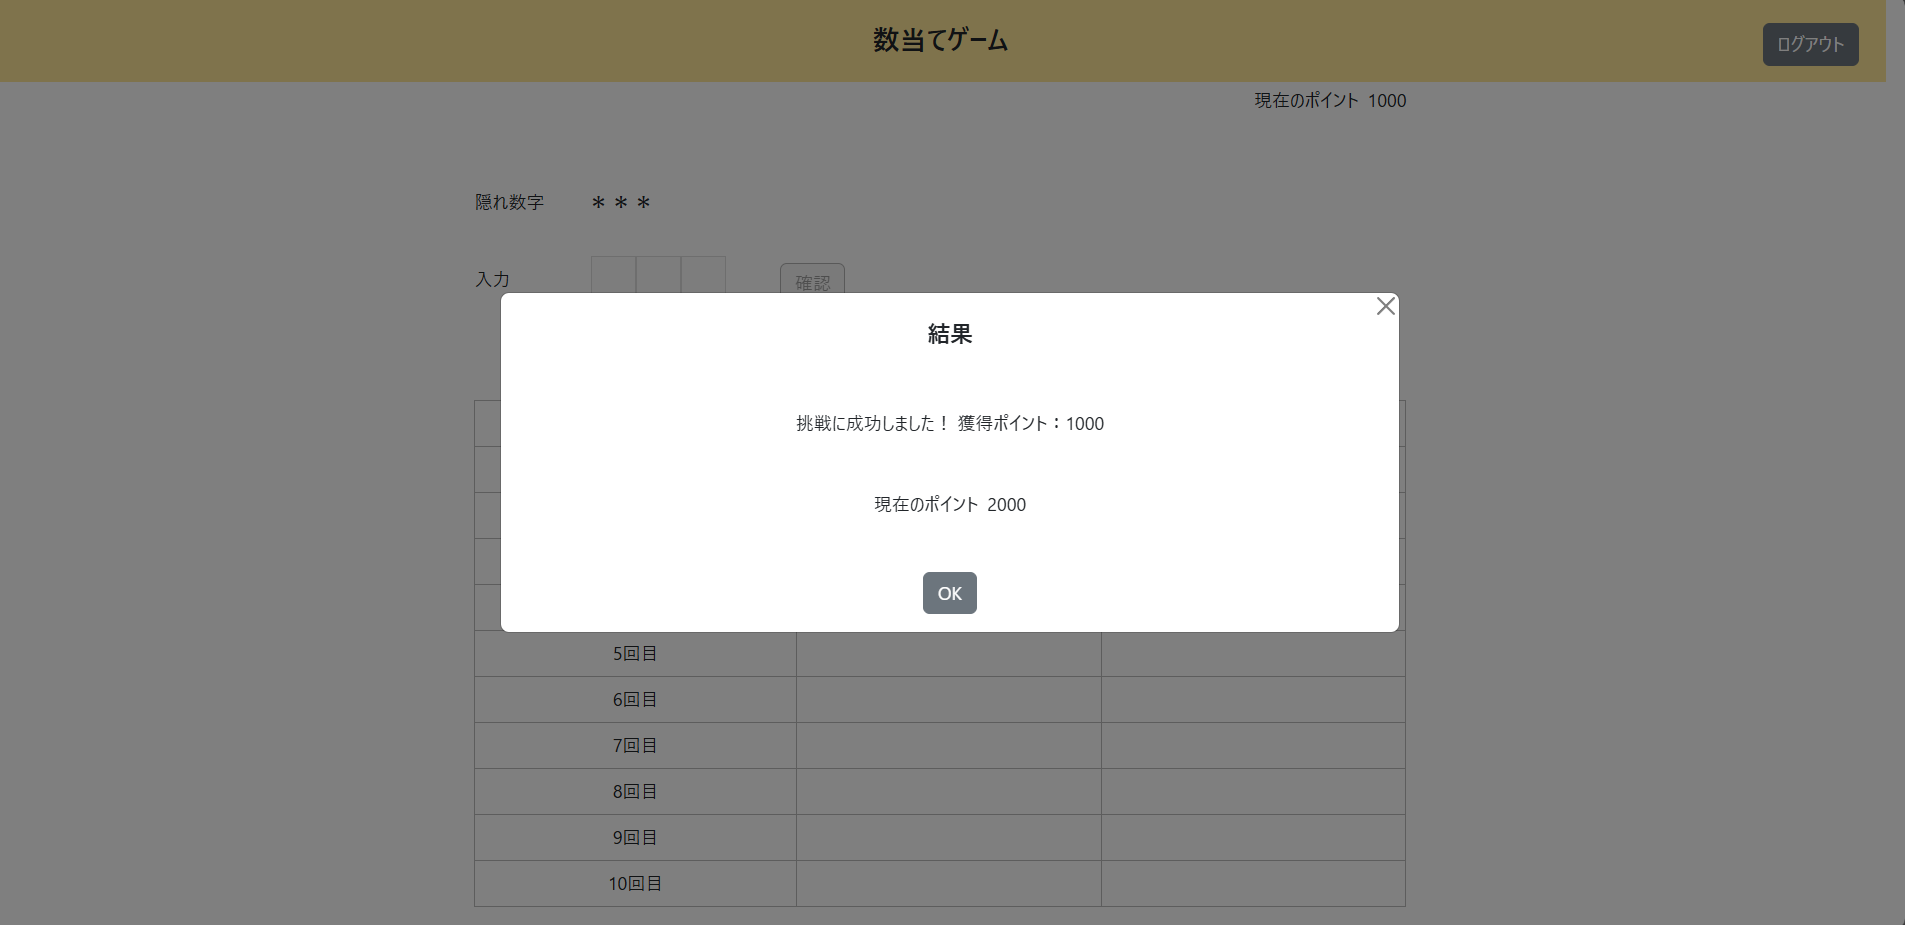 数当てゲーム
ログアウト
現在のポイント 1000
隠れ数字 ＊＊＊
入力 確認
結果
挑戦に成功しました！ 獲得ポイント：1000
現在のポイント 2000
OK
5回目
6回目
7回目
8回目
9回目
10回目